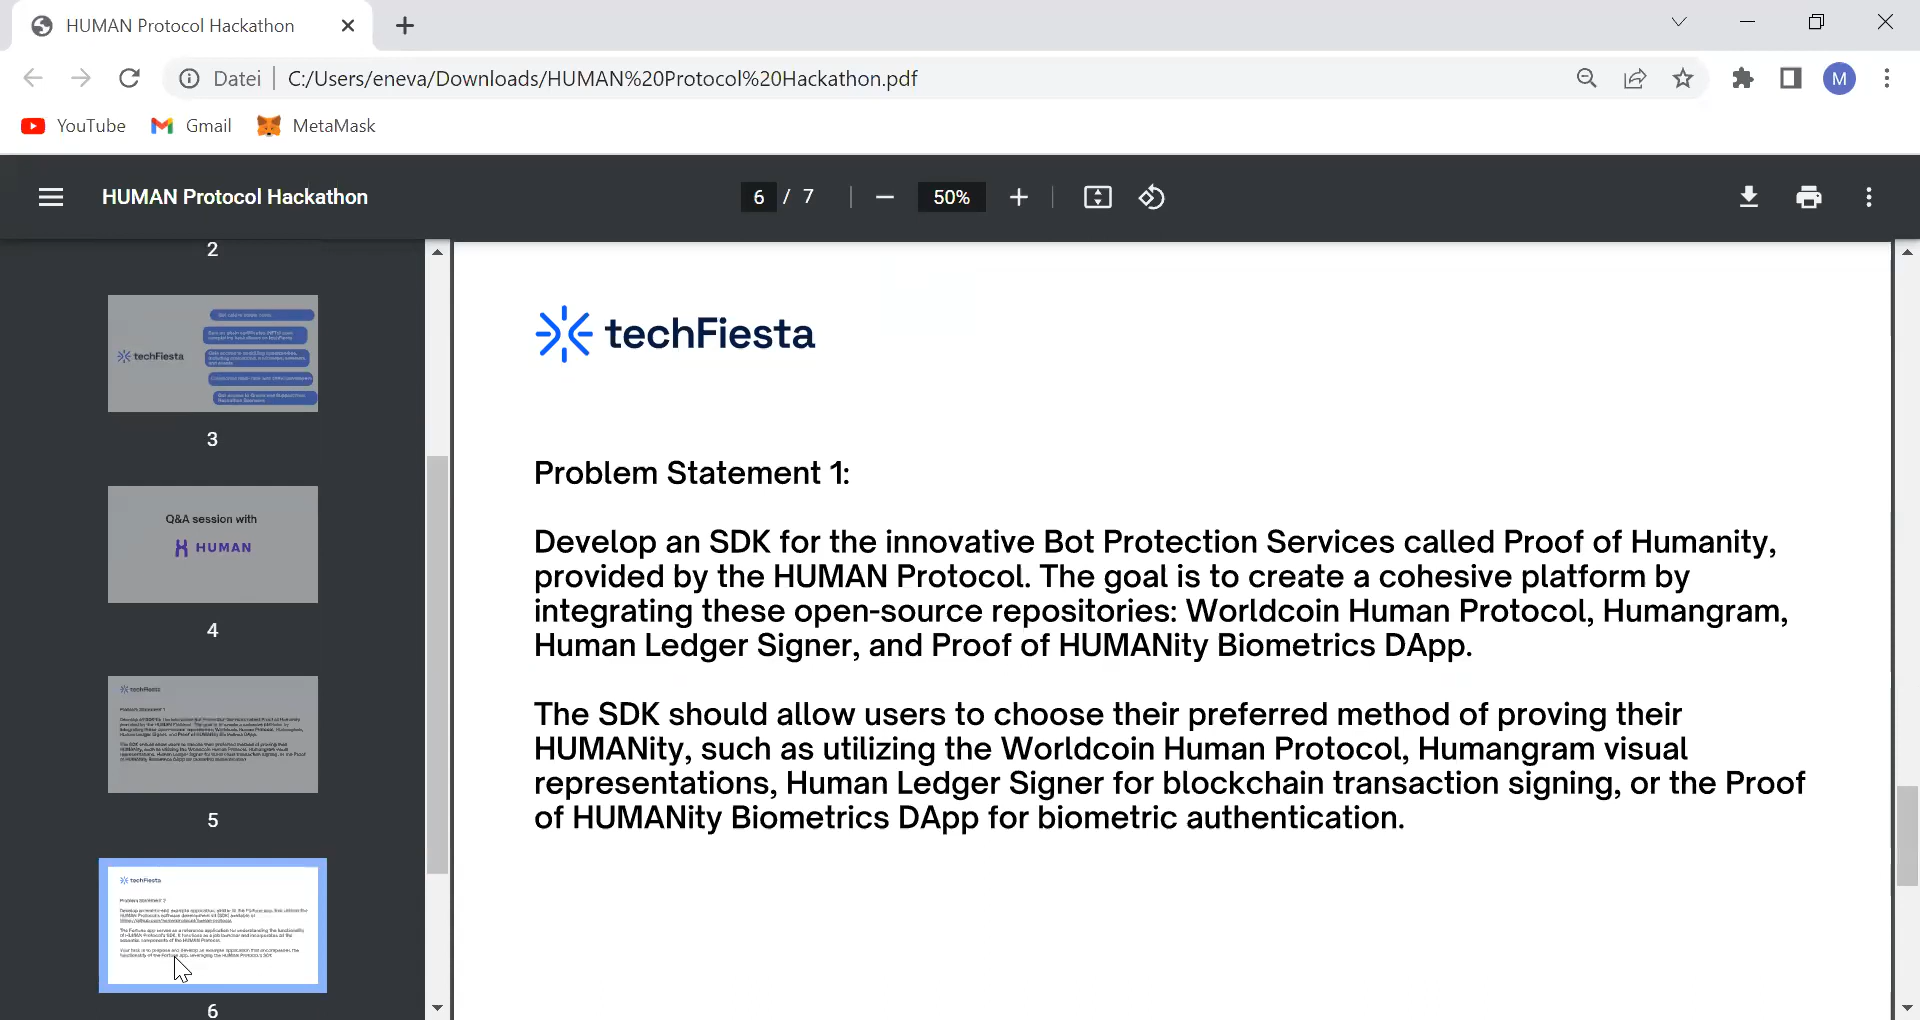 HUMAN Protocol Hackathon
Datei
C:/Users/eneva/Downloads/HUMAN%20Protocol%20Hackathon.pdf
M
YouTube
Gmail
MetaMask
HUMAN Protocol Hackathon
6 / 7
50%
2
techFiesta
3
Q&A session with
HUMAN
4
techFiesta
5
techFiesta
6
techFiesta
Problem Statement 1:
Develop an SDK for the innovative Bot Protection Services called Proof of Humanity,
provided by the HUMAN Protocol. The goal is to create a cohesive platform by
integrating these open-source repositories: Worldcoin Human Protocol, Humangram,
Human Ledger Signer, and Proof of HUMANity Biometrics DApp.
The SDK should allow users to choose their preferred method of proving their
HUMANity, such as utilizing the Worldcoin Human Protocol, Humangram visual
representations, Human Ledger Signer for blockchain transaction signing, or the Proof
of HUMANity Biometrics DApp for biometric authentication.